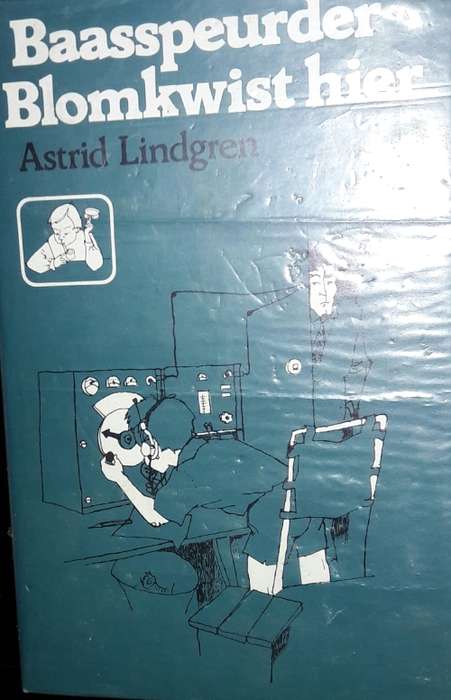 Baasspeurder
Blomkwist hier
Astrid Lindgren